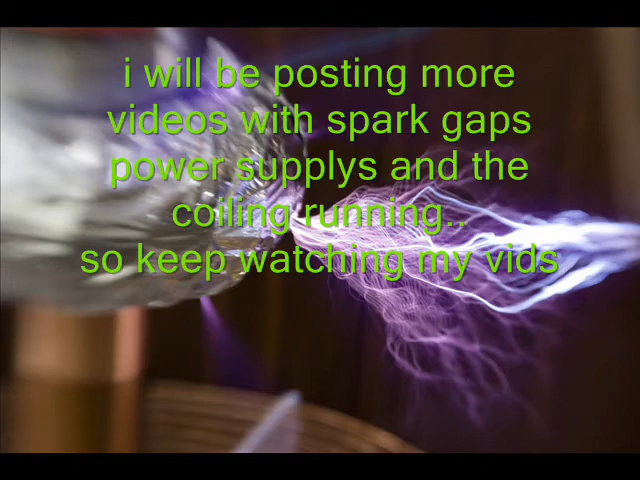 i will be posting more
videos with spark gaps
power supplys and the
coiling running..
so keep watching my vids